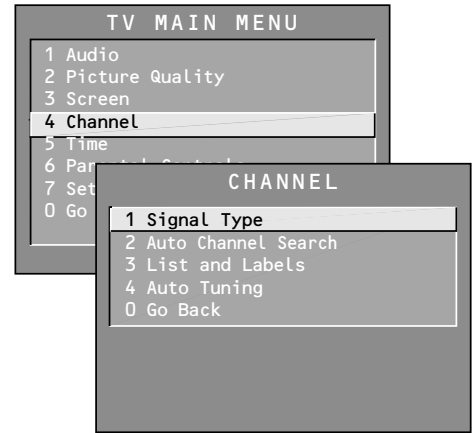 TV MAIN MENU
1 Audio
2 Picture Quality
3 Screen
4 Channel
5 Time
6
7
0 Go
CHANNEL
1 Signal Type
2 Auto Channel Search
3 List and Labels
4 Auto Tuning
0 Go Back